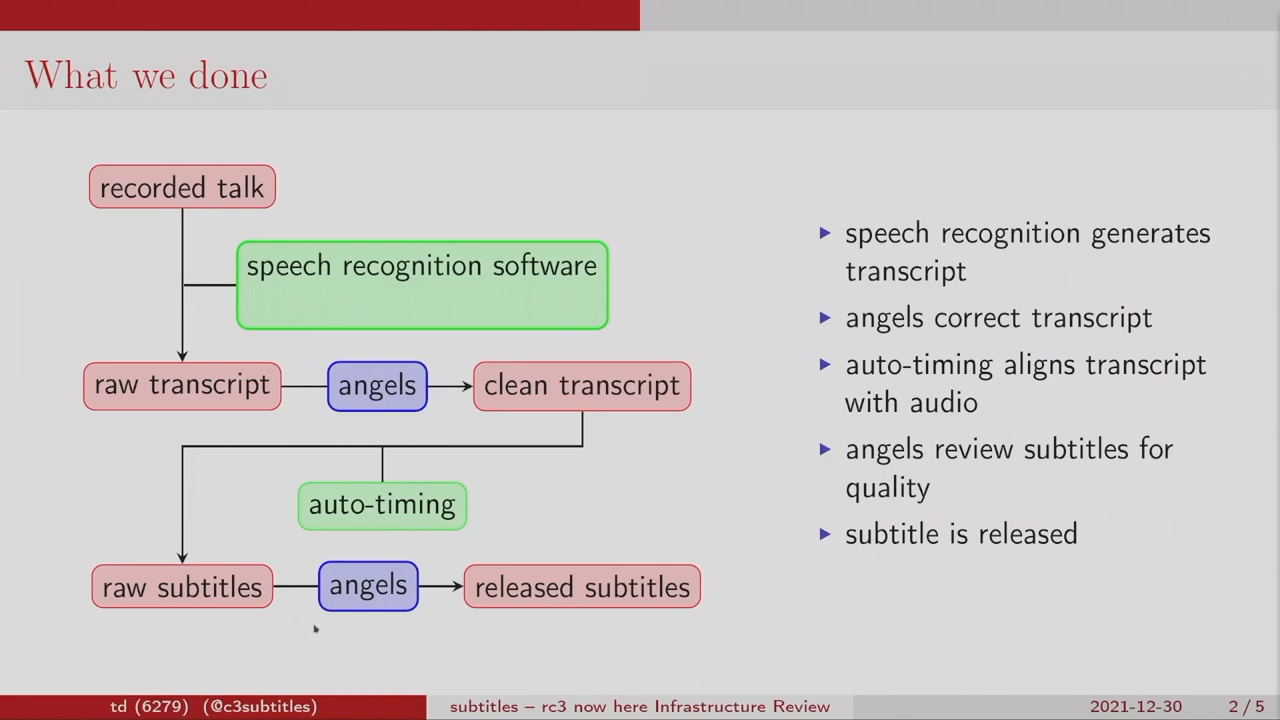 What we done
recorded talk
speech recognition software
raw transcript
angels
clean transcript
auto-timing
raw subtitles
angels
released subtitles
speech recognition generates
transcript
angels correct transcript
auto-timing aligns transcript
with audio
angels review subtitles for
quality
subtitle is released
td (6279) (@c3subtitles)
subtitles – rc3 now here Infrastructure Review
2021-12-30
2 / 5